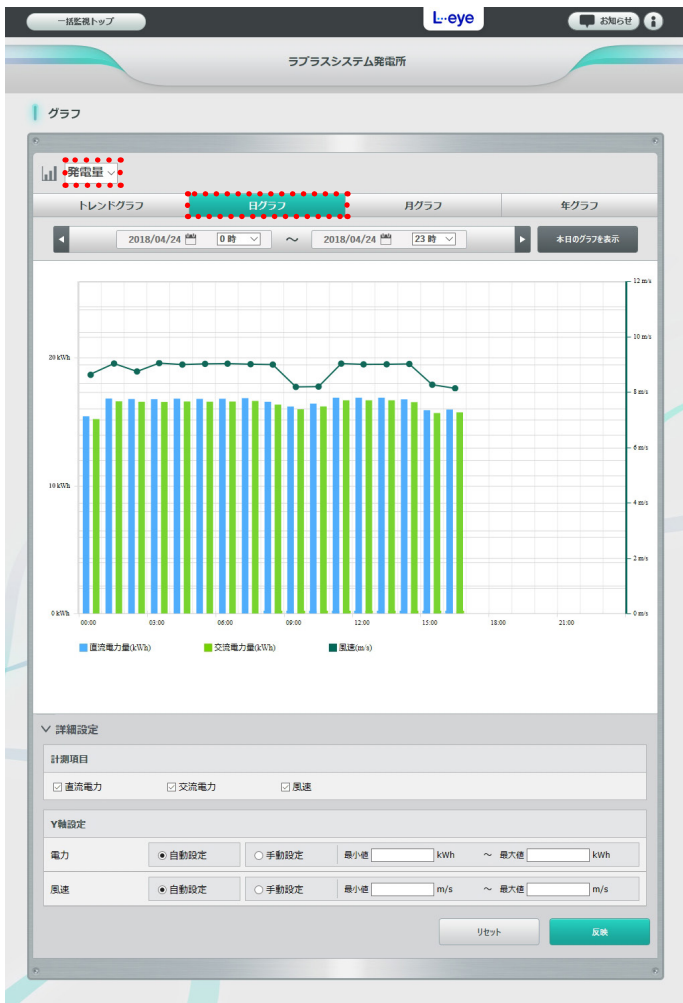 一括監視トップ
L・eye
お知らせ
ラプラスシステム発電所
グラフ
発電量
トレンドグラフ 日グラフ 月グラフ 年グラフ
2018/04/24 0 時 ～ 2018/04/24 23 時 本日のグラフを表示
12 m/s
10 m/s
20 kWh
8 m/s
6 m/s
10 kWh
4 m/s
2 m/s
0 kWh 0 m/s
00:00 03:00 06:00 09:00 12:00 15:00 18:00 21:00
直流電力量(kWh) 交流電力量(kWh) 風速(m/s)
詳細設定
計測項目
直流電力 交流電力 風速
Y軸設定
電力 自動設定 手動設定 最小値 kWh ～ 最大値 kWh
風速 自動設定 手動設定 最小値 m/s ～ 最大値 m/s
リセット 反映